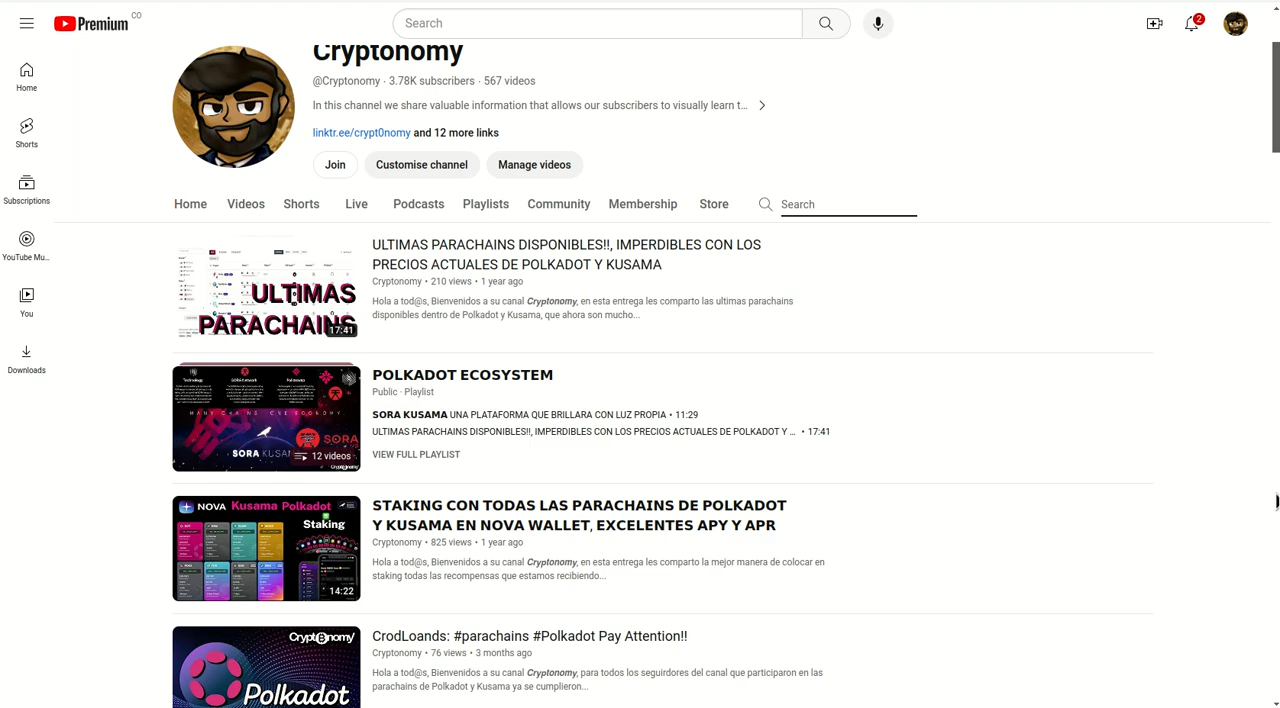 Premium CO
Search
2
Home
Shorts
Subscriptions
YouTube Mu...
You
Downloads
Cryptonomy
@Cryptonomy · 3.78K subscribers · 567 videos
In this channel we share valuable information that allows our subscribers to visually learn t...
linktr.ee/crypt0nomy and 12 more links
Join
Customise channel
Manage videos
Home Videos Shorts Live Podcasts Playlists Community Membership Store Search
ULTIMAS
PARACHAINS
17:41
ULTIMAS PARACHAINS DISPONIBLES!!, IMPERDIBLES CON LOS
PRECIOS ACTUALES DE POLKADOT Y KUSAMA
Cryptonomy • 210 views • 1 year ago
Hola a tod@s, Bienvenidos a su canal Cryptonomy, en esta entrega les comparto las ultimas parachains
disponibles dentro de Polkadot y Kusama, que ahora son mucho...
MANY CHAINS ONE ECONOMY
SORA
SORA KUSAM
12 videos
Cryptonomy
𝗣𝗢𝗟𝗞𝗔𝗗𝗢𝗧 𝗘𝗖𝗢𝗦𝗬𝗦𝗧𝗘𝗠
Public · Playlist
𝗦𝗢𝗥𝗔 𝗞𝗨𝗦𝗔𝗠𝗔 UNA PLATAFORMA QUE BRILLARA CON LUZ PROPIA • 11:29
ULTIMAS PARACHAINS DISPONIBLES!!, IMPERDIBLES CON LOS PRECIOS ACTUALES DE POLKADOT Y ... • 17:41
VIEW FULL PLAYLIST
NOVA Kusama Polkadot
Staking
14:22
𝗦𝗧𝗔𝗞𝗜𝗡𝗚 𝗖𝗢𝗡 𝗧𝗢𝗗𝗔𝗦 𝗟𝗔𝗦 𝗣𝗔𝗥𝗔𝗖𝗛𝗔𝗜𝗡𝗦 𝗗𝗘 𝗣𝗢𝗟𝗞𝗔𝗗𝗢𝗧
𝗬 𝗞𝗨𝗦𝗔𝗠𝗔 𝗘𝗡 𝗡𝗢𝗩𝗔 𝗪𝗔𝗟𝗟𝗘𝗧, 𝗘𝗫𝗖𝗘𝗟𝗘𝗡𝗧𝗘𝗦 𝗔𝗣𝗬 𝗬 𝗔𝗣𝗥
Cryptonomy • 825 views • 1 year ago
Hola a tod@s, Bienvenidos a su canal Cryptonomy, en esta entrega les comparto la mejor manera de colocar en
staking todas las recompensas que estamos recibiendo...
Cryptonomy
Polkadot
CrodLoands: #parachains #Polkadot Pay Attention!!
Cryptonomy • 76 views • 3 months ago
Hola a tod@s, Bienvenidos a su canal Cryptonomy, para todos los seguidores del canal que participaron en las
parachains de Polkadot y Kusama ya se cumplieron...